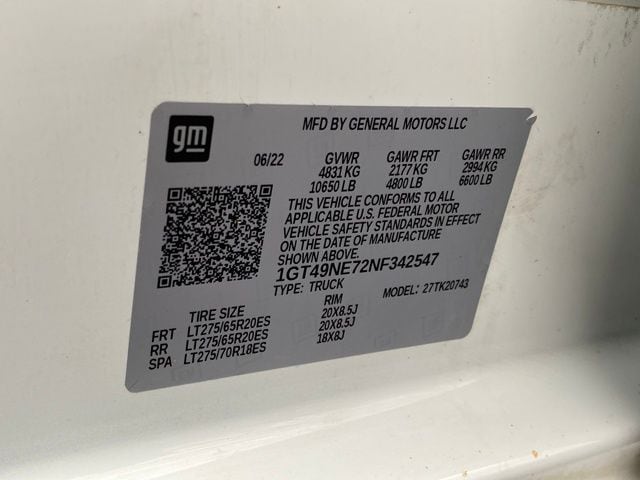 gm
MFD BY GENERAL MOTORS LLC
06/22 GVWR GAWR FRT GAWR RR
4831 KG 2177 KG 2994 KG
10650 LB 4800 LB 6600 LB
THIS VEHICLE CONFORMS TO ALL
APPLICABLE U.S. FEDERAL MOTOR
VEHICLE SAFETY STANDARDS IN EFFECT
ON THE DATE OF MANUFACTURE
SHOWN ABOVE.
1GT49NE72NF342547
TYPE: TRUCK MODEL: 27TK20743
TIRE SIZE RIM
FRT LT275/65R20ES 20X8.5J
RR LT275/65R20ES 20X8.5J
SPA LT275/70R18ES 18X8J